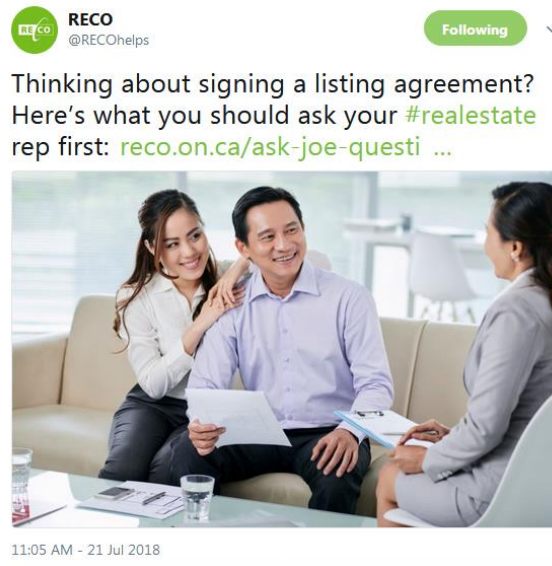 RECO
RECO
@RECOhelps
Following
Thinking about signing a listing agreement?
Here's what you should ask your #realestate
rep first: reco.on.ca/ask-joe-questi ...
11:05 AM - 21 Jul 2018